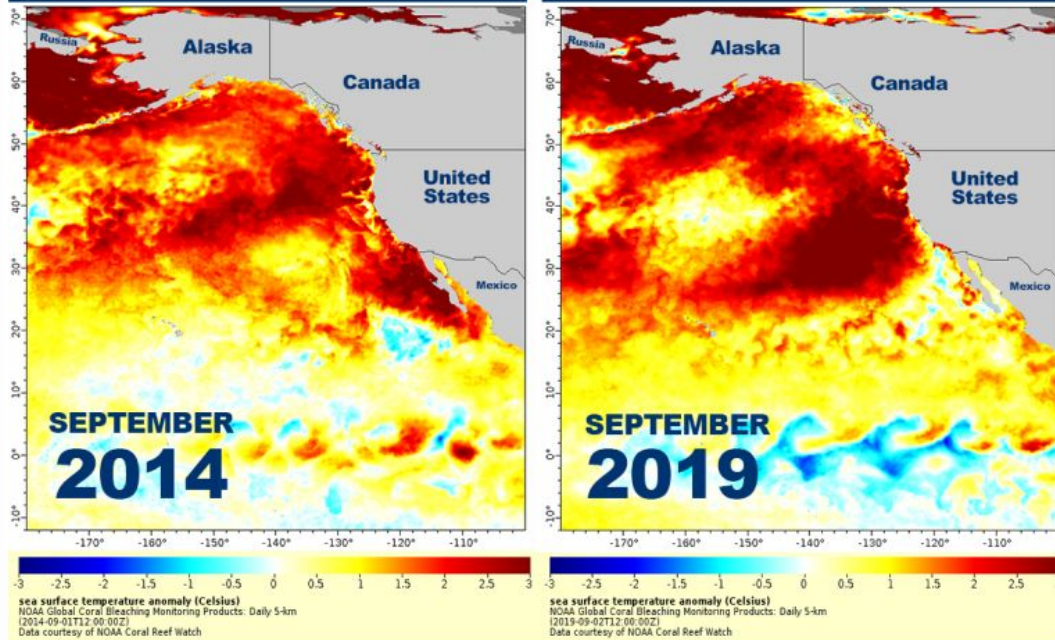 Russia
Alaska
Canada
United
States
Mexico
70°
60°
50°
40°
30°
20°
10°
0°
-10°
SEPTEMBER
2014
-170°
-160°
-150°
-140°
-130°
-120°
-110°
-3
-2.5
-2
-1.5
-1
-0.5
0
0.5
1
1.5
2
2.5
3
sea surface temperature anomaly (Celsius)
NOAA Global Coral Bleaching Monitoring Products: Daily 5-km
(2014-09-01T12:00:00Z)
Data courtesy of NOAA Coral Reef Watch
Russia
Alaska
Canada
United
States
Mexico
70°
60°
50°
40°
30°
20°
10°
0°
-10°
SEPTEMBER
2019
-170°
-160°
-150°
-140°
-130°
-120°
-110°
-3
-2.5
-2
-1.5
-1
-0.5
0
0.5
1
1.5
2
2.5
sea surface temperature anomaly (Celsius)
NOAA Global Coral Bleaching Monitoring Products: Daily 5-km
(2019-09-02T12:00:00Z)
Data courtesy of NOAA Coral Reef Watch